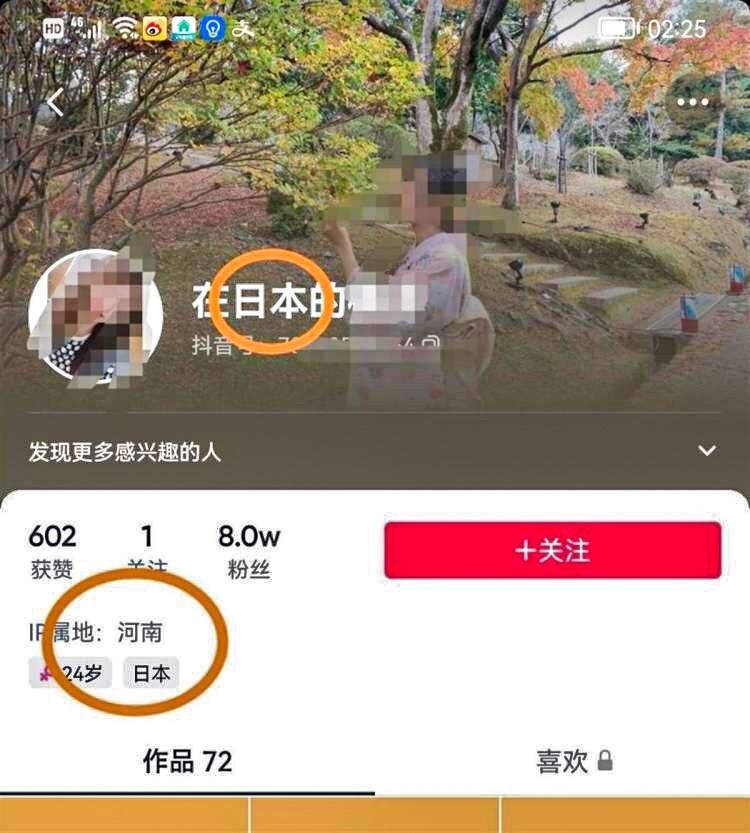 HD 4G 02:25
在日本的
抖音号
发现更多感兴趣的人
602 1 8.0w
获赞 关注 粉丝
+关注
IP属地：河南
24岁 日本
作品 72 喜欢